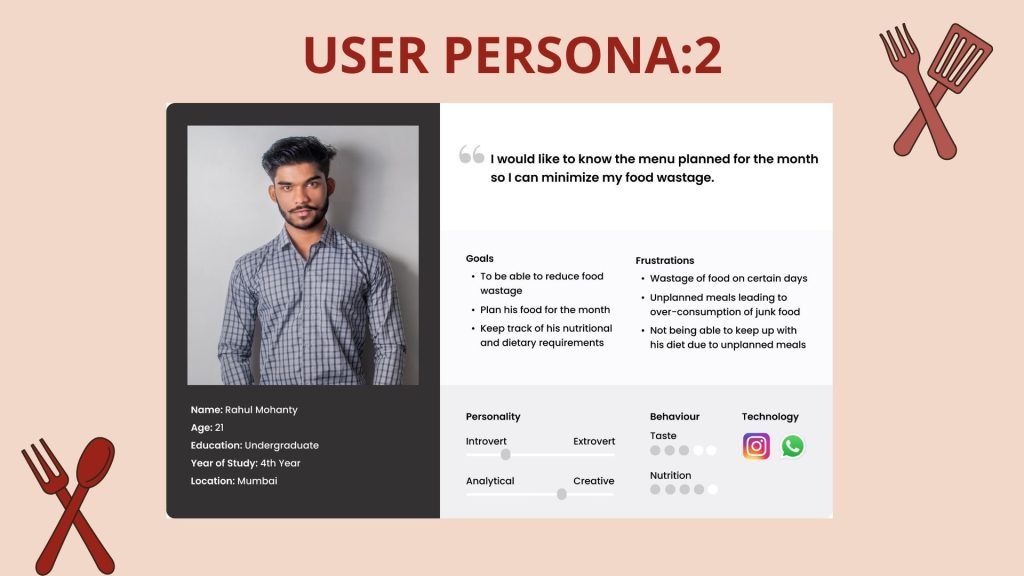 USER PERSONA:2
“ I would like to know the menu planned for the month
so I can minimize my food wastage.
Goals
• To be able to reduce food
wastage
• Plan his food for the month
• Keep track of his nutritional
and dietary requirements
Frustrations
• Wastage of food on certain days
• Unplanned meals leading to
over-consumption of junk food
• Not being able to keep up with
his diet due to unplanned meals
Name: Rahul Mohanty
Age: 21
Education: Undergraduate
Year of Study: 4th Year
Location: Mumbai
Personality
Introvert Extrovert
Analytical Creative
Behaviour
Taste
Nutrition
Technology